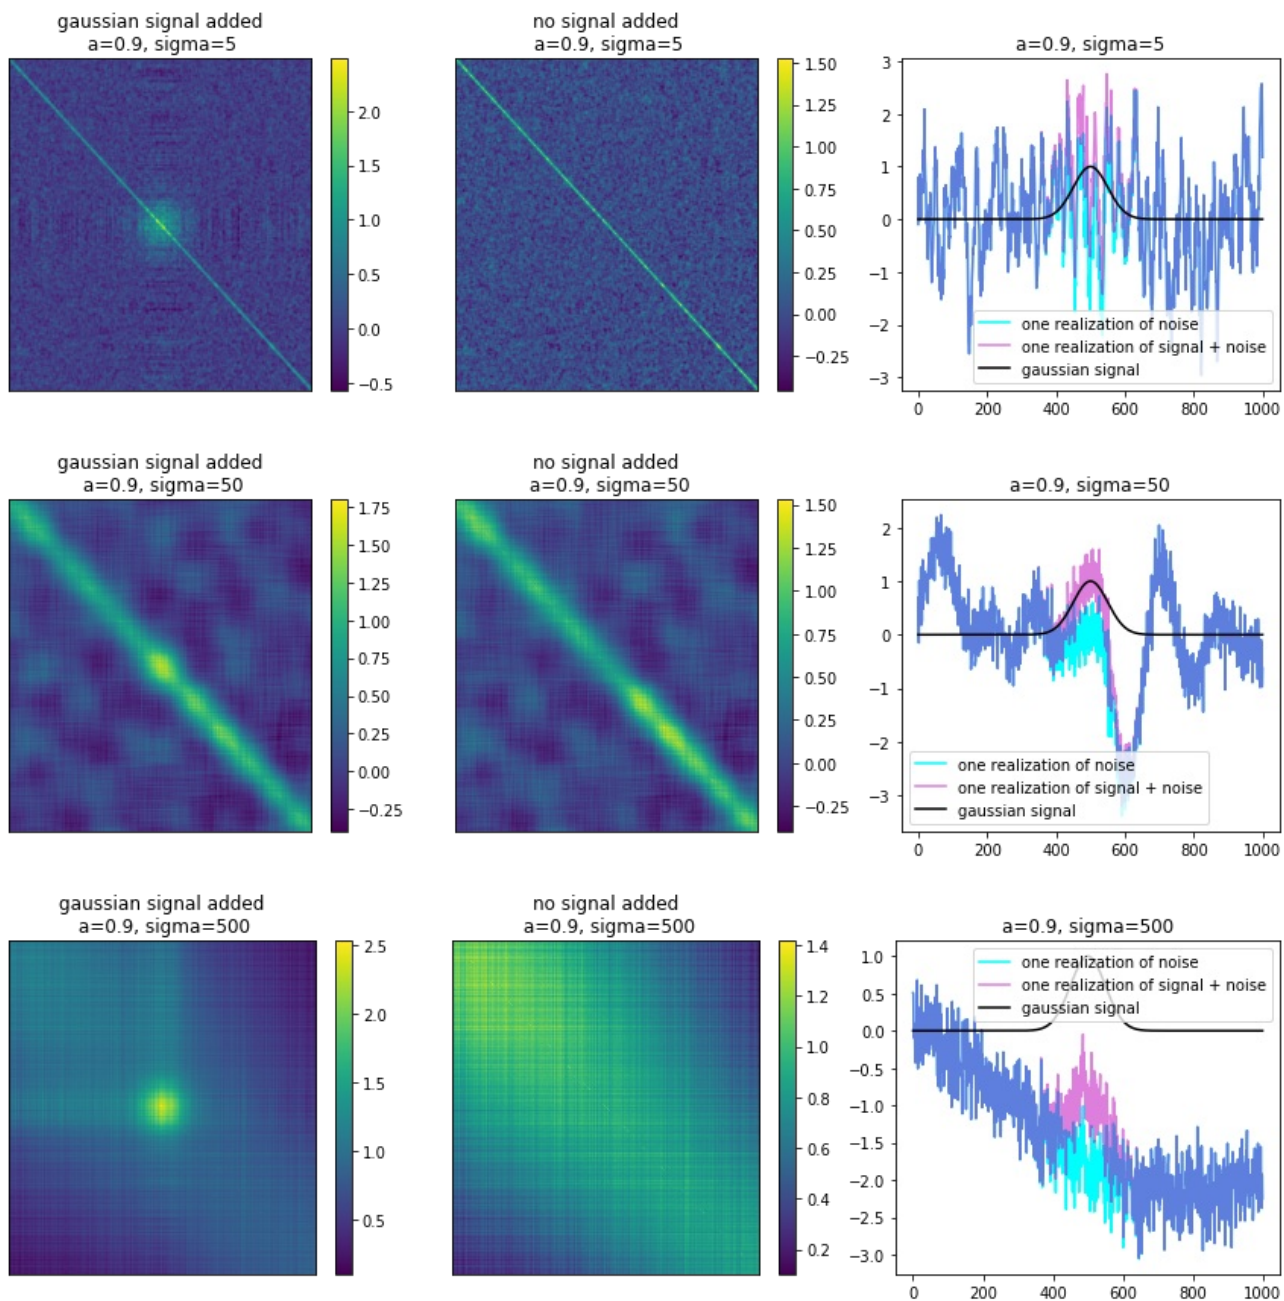 gaussian signal added
a=0.9, sigma=5
2.0
1.5
1.0
0.5
0.0
−0.5
no signal added
a=0.9, sigma=5
1.50
1.25
1.00
0.75
0.50
0.25
0.00
−0.25
a=0.9, sigma=5
3
2
1
0
−1
−2
−3
one realization of noise
one realization of signal + noise
gaussian signal
0 200 400 600 800 1000
gaussian signal added
a=0.9, sigma=50
1.75
1.50
1.25
1.00
0.75
0.50
0.25
0.00
−0.25
no signal added
a=0.9, sigma=50
1.50
1.25
1.00
0.75
0.50
0.25
0.00
−0.25
a=0.9, sigma=50
2
1
0
−1
−2
−3
one realization of noise
one realization of signal + noise
gaussian signal
0 200 400 600 800 1000
gaussian signal added
a=0.9, sigma=500
2.5
2.0
1.5
1.0
0.5
no signal added
a=0.9, sigma=500
1.4
1.2
1.0
0.8
0.6
0.4
0.2
a=0.9, sigma=500
1.0
0.5
0.0
−0.5
−1.0
−1.5
−2.0
−2.5
−3.0
one realization of noise
one realization of signal + noise
gaussian signal
0 200 400 600 800 1000